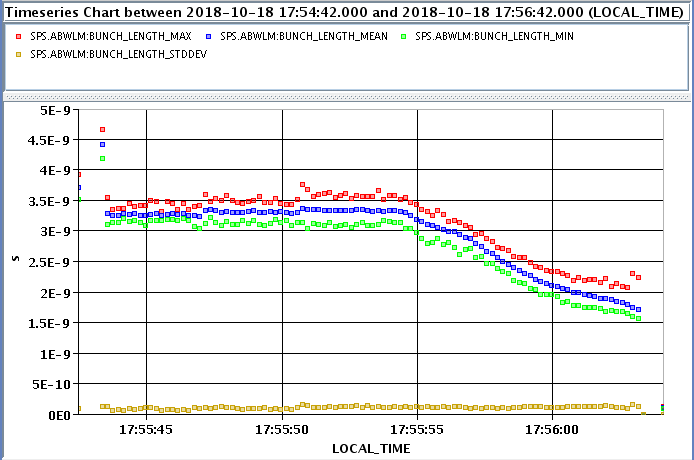 Timeseries Chart between 2018-10-18 17:54:42.000 and 2018-10-18 17:56:42.000 (LOCAL_TIME)
SPS.ABWLM:BUNCH_LENGTH_MAX SPS.ABWLM:BUNCH_LENGTH_MEAN SPS.ABWLM:BUNCH_LENGTH_MIN
SPS.ABWLM:BUNCH_LENGTH_STDDEV
5E-9
4.5E-9
4E-9
3.5E-9
3E-9
2.5E-9
2E-9
1.5E-9
1E-9
5E-10
0E0
s
17:55:45 17:55:50 17:55:55 17:56:00
LOCAL_TIME